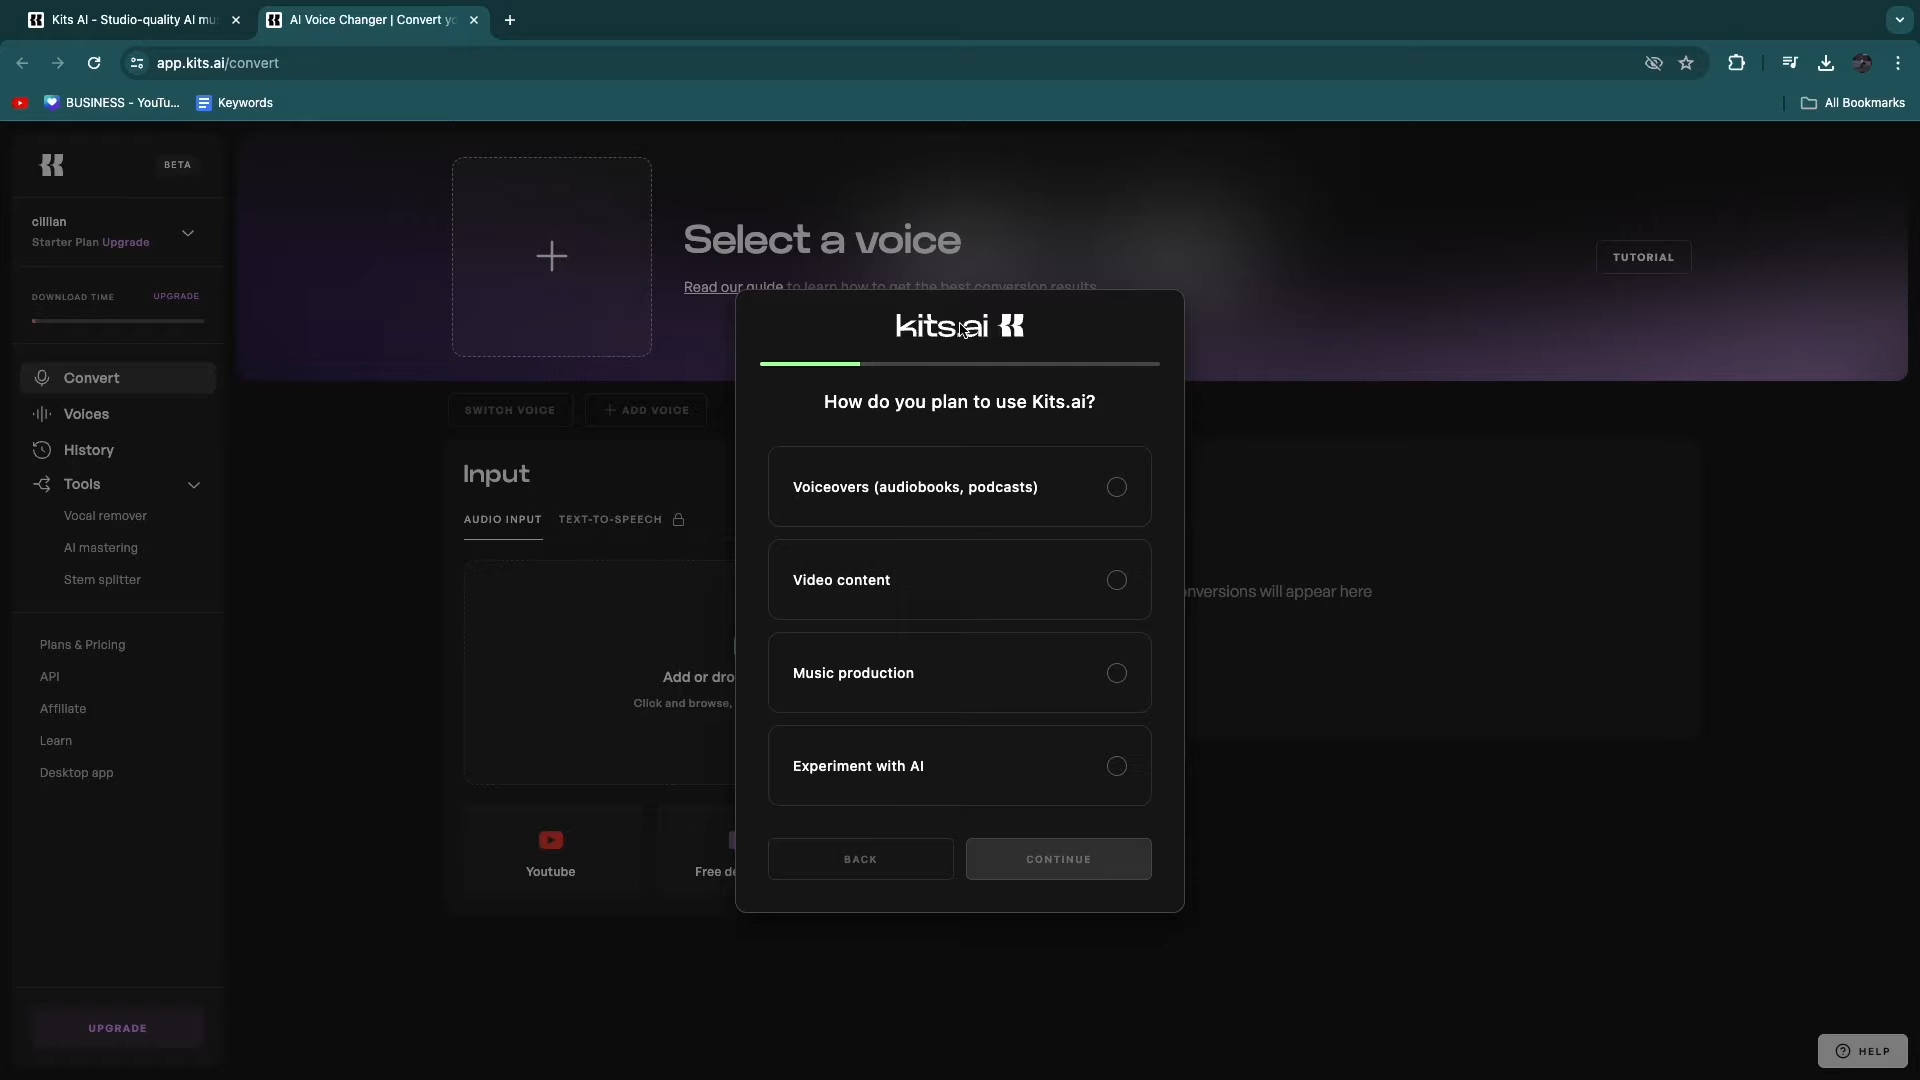 Kits AI - Studio-quality AI mu
AI Voice Changer | Convert yo
app.kits.ai/convert
BUSINESS - YouTu...
Keywords
All Bookmarks
BETA
cillian
Starter Plan Upgrade
DOWNLOAD TIME UPGRADE
Convert
Voices
History
Tools
Vocal remover
AI mastering
Stem splitter
Plans & Pricing
API
Affiliate
Learn
Desktop app
UPGRADE
Select a voice
Read our guide to learn how to get the best conversion results
TUTORIAL
SWITCH VOICE
+ ADD VOICE
Input
AUDIO INPUT
TEXT-TO-SPEECH
Add or dro
Click and browse,
Youtube
Free de
nversions will appear here
kits.ai
How do you plan to use Kits.ai?
Voiceovers (audiobooks, podcasts)
Video content
Music production
Experiment with AI
BACK
CONTINUE
HELP